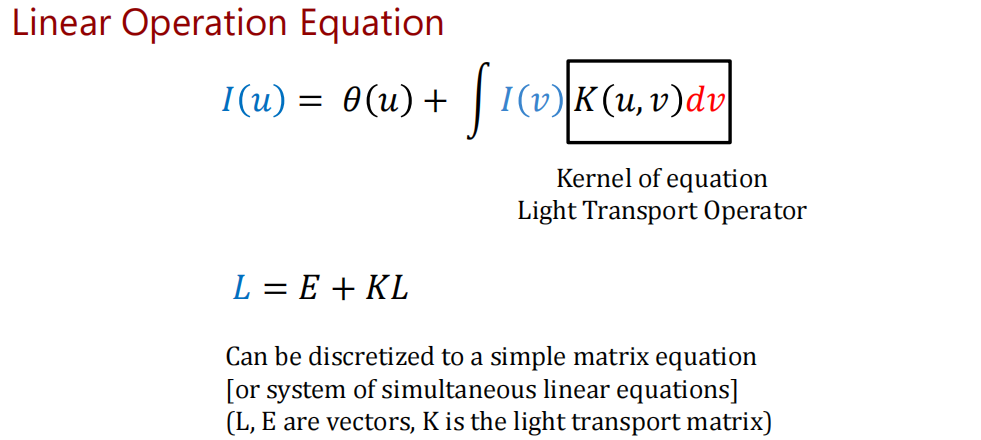 Linear Operation Equation
I(u) = θ(u) + ∫ I(v) K(u, v)dv
Kernel of equation
Light Transport Operator
L = E + KL
Can be discretized to a simple matrix equation
[or system of simultaneous linear equations]
(L, E are vectors, K is the light transport matrix)